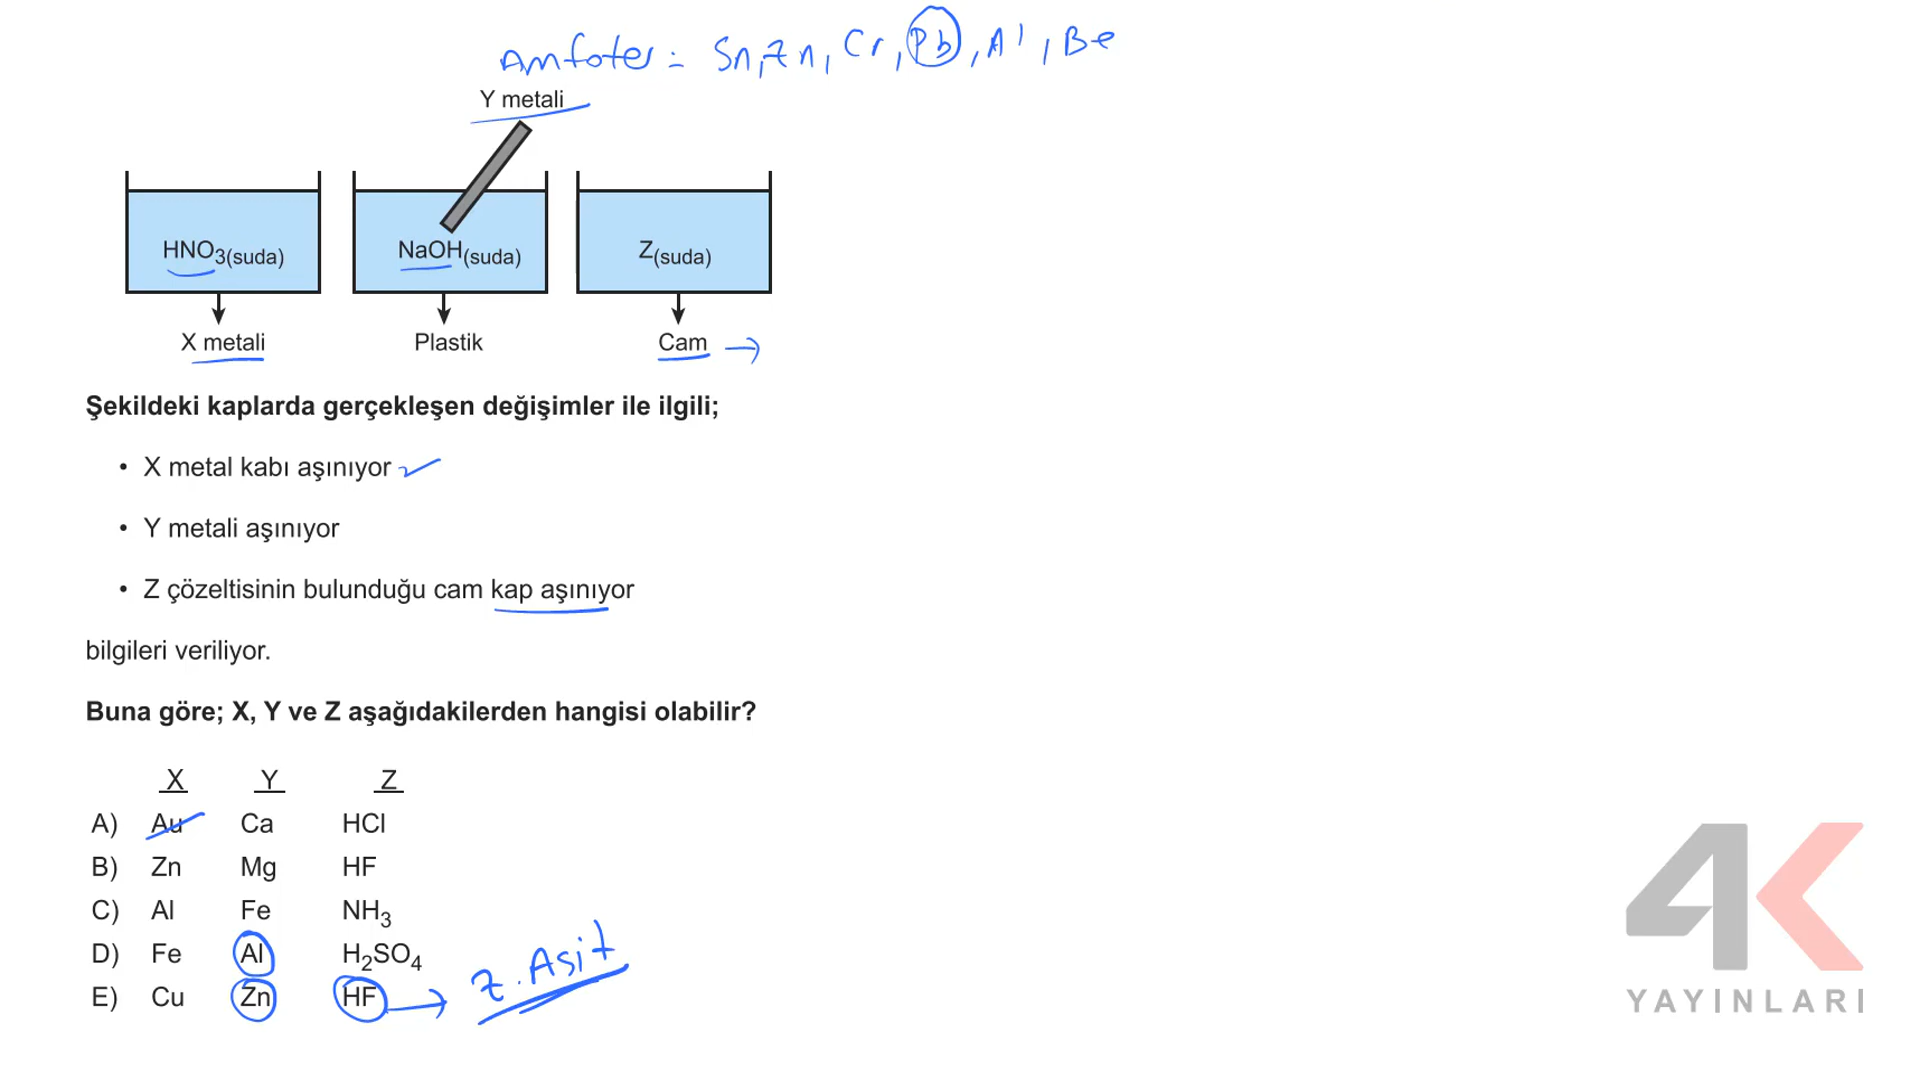 Amfoter = Sn, Zn, Cr, Pb, Al, Be
Y metali
HNO3(suda) NaOH(suda) Z(suda)
X metali Plastik Cam →
Şekildeki kaplarda gerçekleşen değişimler ile ilgili;
• X metal kabı aşınıyor ✓
• Y metali aşınıyor
• Z çözeltisinin bulunduğu cam kap aşınıyor
bilgileri veriliyor.
Buna göre; X, Y ve Z aşağıdakilerden hangisi olabilir?
X Y Z
A) Au Ca HCl
B) Zn Mg HF
C) Al Fe NH3
D) Fe Al H2SO4
E) Cu Zn HF → Z. Asit
4K
YAYINLARI